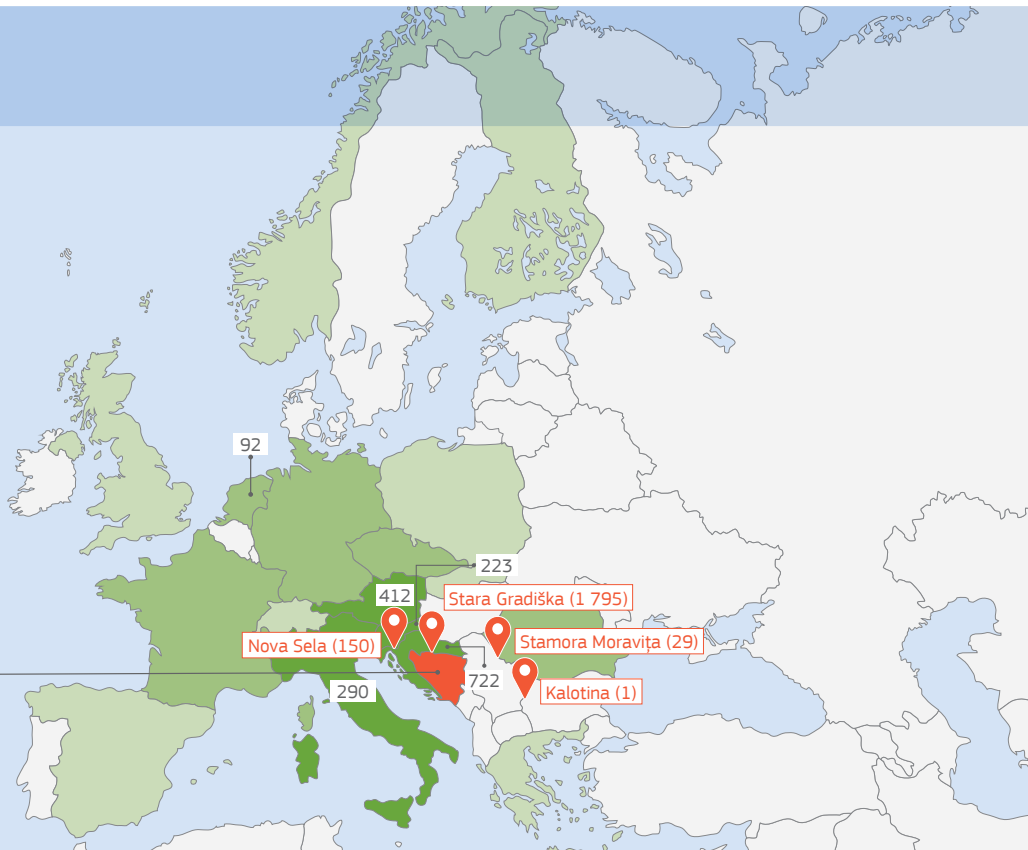 92
223
412
Stara Gradiška (1 795)
Nova Sela (150)
Stamora Moravița (29)
722
290
Kalotina (1)